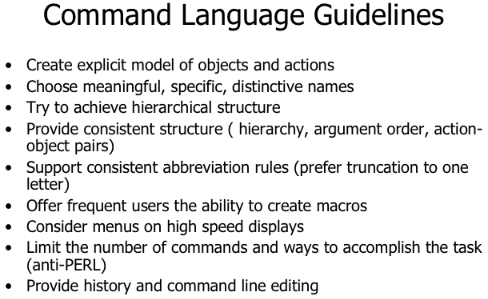 Command Language Guidelines
• Create explicit model of objects and actions
• Choose meaningful, specific, distinctive names
• Try to achieve hierarchical structure
• Provide consistent structure ( hierarchy, argument order, action-
object pairs)
• Support consistent abbreviation rules (prefer truncation to one
letter)
• Offer frequent users the ability to create macros
• Consider menus on high speed displays
• Limit the number of commands and ways to accomplish the task
(anti-PERL)
• Provide history and command line editing